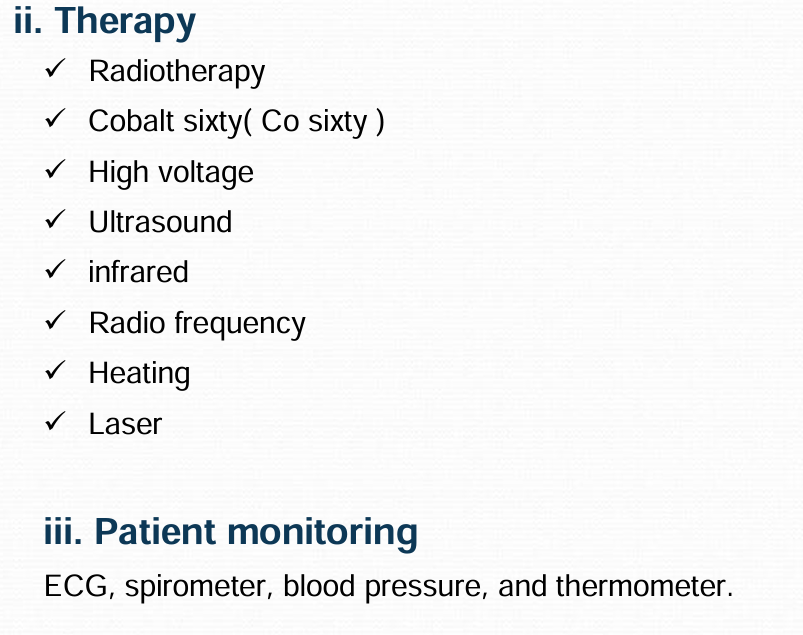 ii. Therapy
✓ Radiotherapy
✓ Cobalt sixty( Co sixty )
✓ High voltage
✓ Ultrasound
✓ infrared
✓ Radio frequency
✓ Heating
✓ Laser
iii. Patient monitoring
ECG, spirometer, blood pressure, and thermometer.